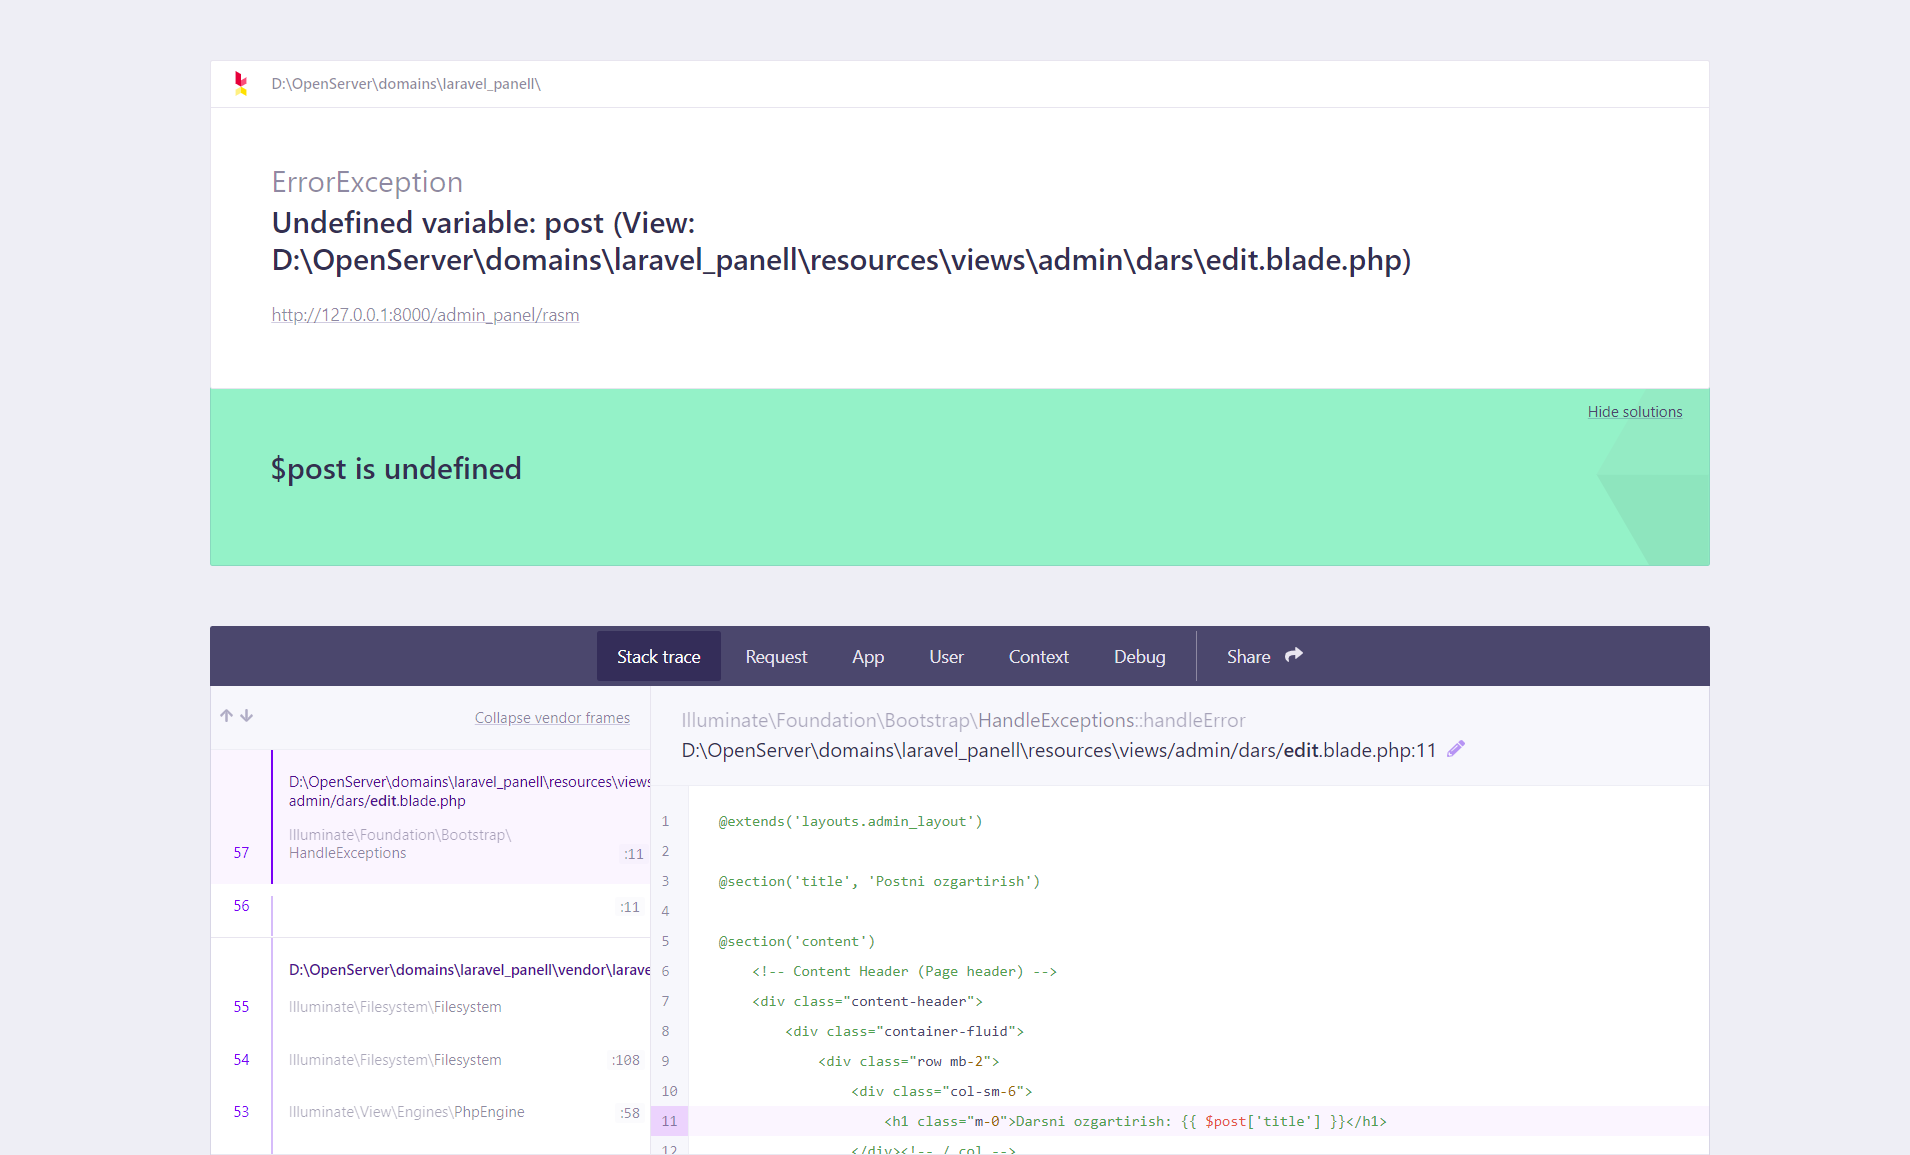 D:\OpenServer\domains\laravel_panell\
ErrorException
Undefined variable: post (View:
D:\OpenServer\domains\laravel_panell\resources\views\admin\dars\edit.blade.php)
http://127.0.0.1:8000/admin_panel/rasm
Hide solutions
$post is undefined
Stack trace Request App User Context Debug Share
Collapse vendor frames
D:\OpenServer\domains\laravel_panell\resources\views
admin/dars/edit.blade.php
Illuminate\Foundation\Bootstrap\
57 HandleExceptions :11
56 :11
D:\OpenServer\domains\laravel_panell\vendor\larave
55 Illuminate\Filesystem\Filesystem
54 Illuminate\Filesystem\Filesystem :108
53 Illuminate\View\Engines\PhpEngine :58
Illuminate\Foundation\Bootstrap\HandleExceptions::handleError
D:\OpenServer\domains\laravel_panell\resources\views/admin/dars/edit.blade.php:11
1 @extends('layouts.admin_layout')
2
3 @section('title', 'Postni ozgartirish')
4
5 @section('content')
6 <!-- Content Header (Page header) -->
7 <div class="content-header">
8 <div class="container-fluid">
9 <div class="row mb-2">
10 <div class="col-sm-6">
11 <h1 class="m-0">Darsni ozgartirish: {{ $post['title'] }}</h1>
12 </div><!-- / col -->